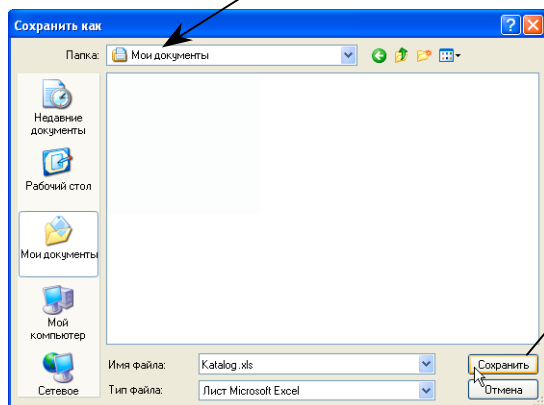 Сохранить как
Папка: Мои документы
Недавние
документы
Рабочий стол
Мои документы
Мой
компьютер
Сетевое
Имя файла: Katalog.xls Сохранить
Тип файла: Лист Microsoft Excel Отмена